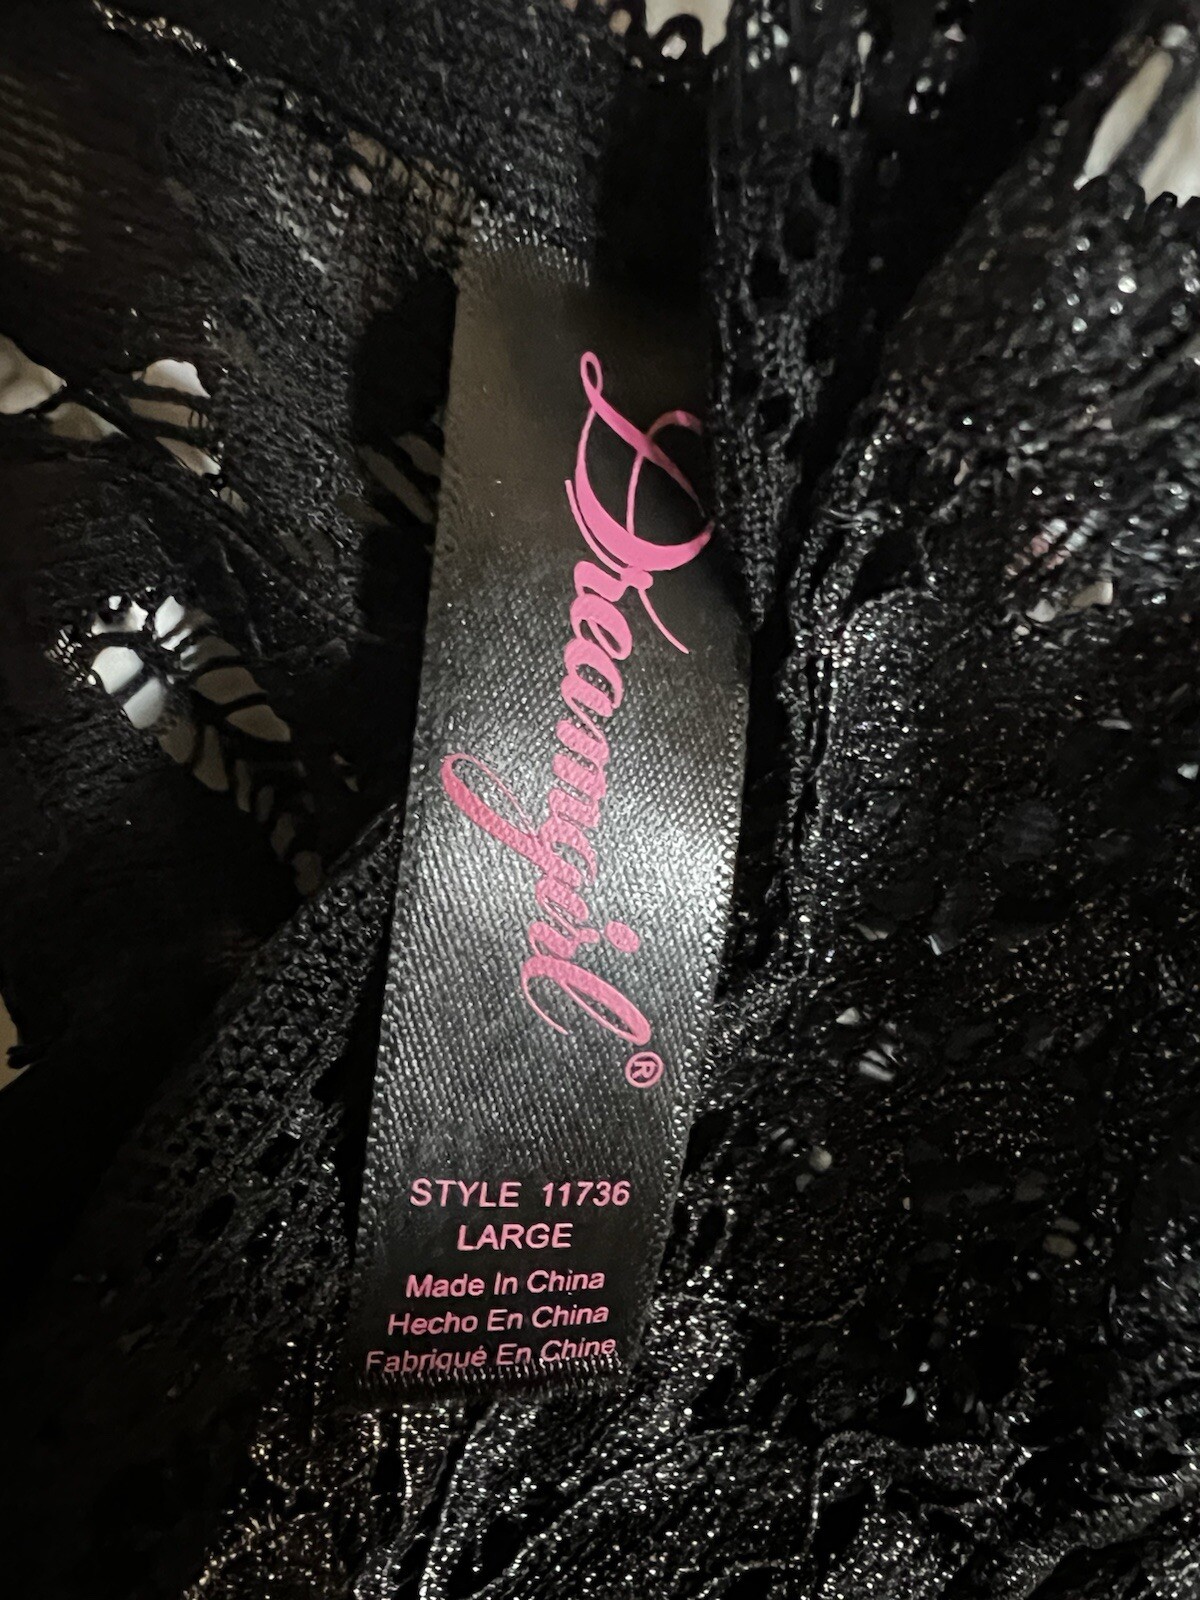 Dreamgirl®
STYLE 11736
LARGE
Made In China
Hecho En China
Fabriqué En Chine